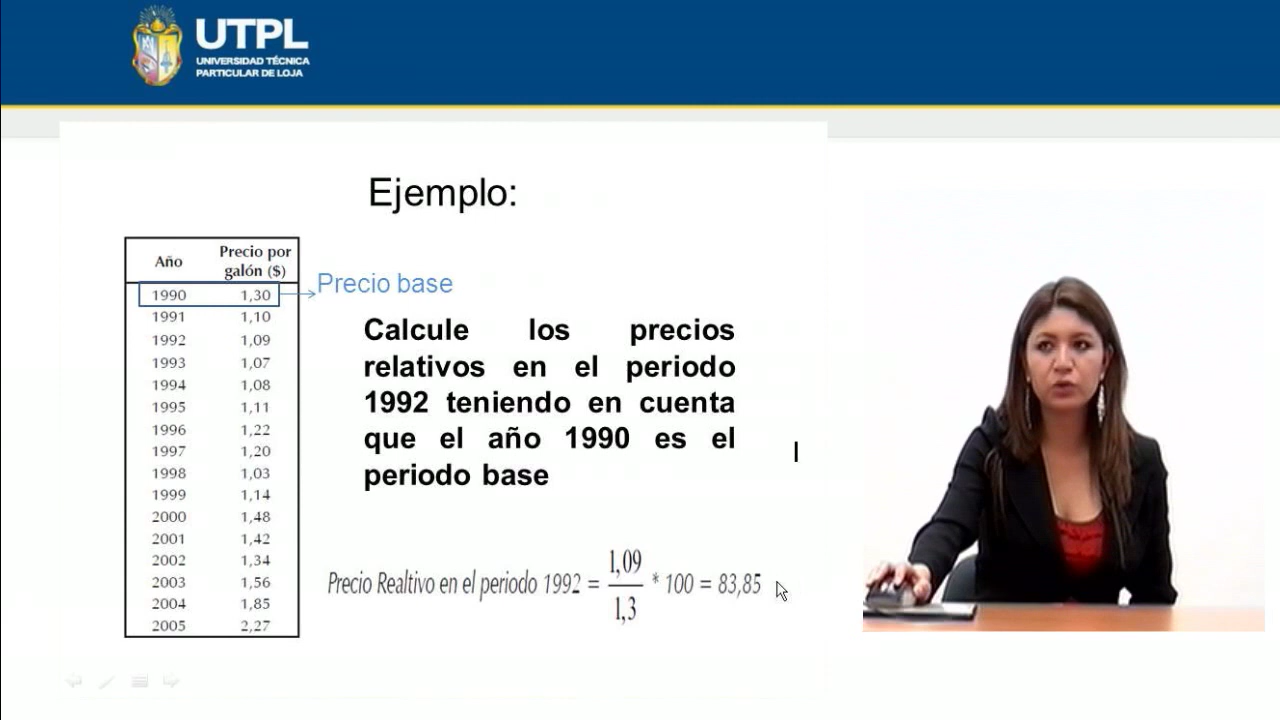 UTPL
UNIVERSIDAD TÉCNICA
PARTICULAR DE LOJA
Ejemplo:
Año Precio por galón ($)
1990 1,30
1991 1,10
1992 1,09
1993 1,07
1994 1,08
1995 1,11
1996 1,22
1997 1,20
1998 1,03
1999 1,14
2000 1,48
2001 1,42
2002 1,34
2003 1,56
2004 1,85
2005 2,27
Precio base
Calcule los precios
relativos en el periodo
1992 teniendo en cuenta
que el año 1990 es el
periodo base
Precio Realtivo en el periodo 1992 = 1,09 / 1,3 * 100 = 83,85